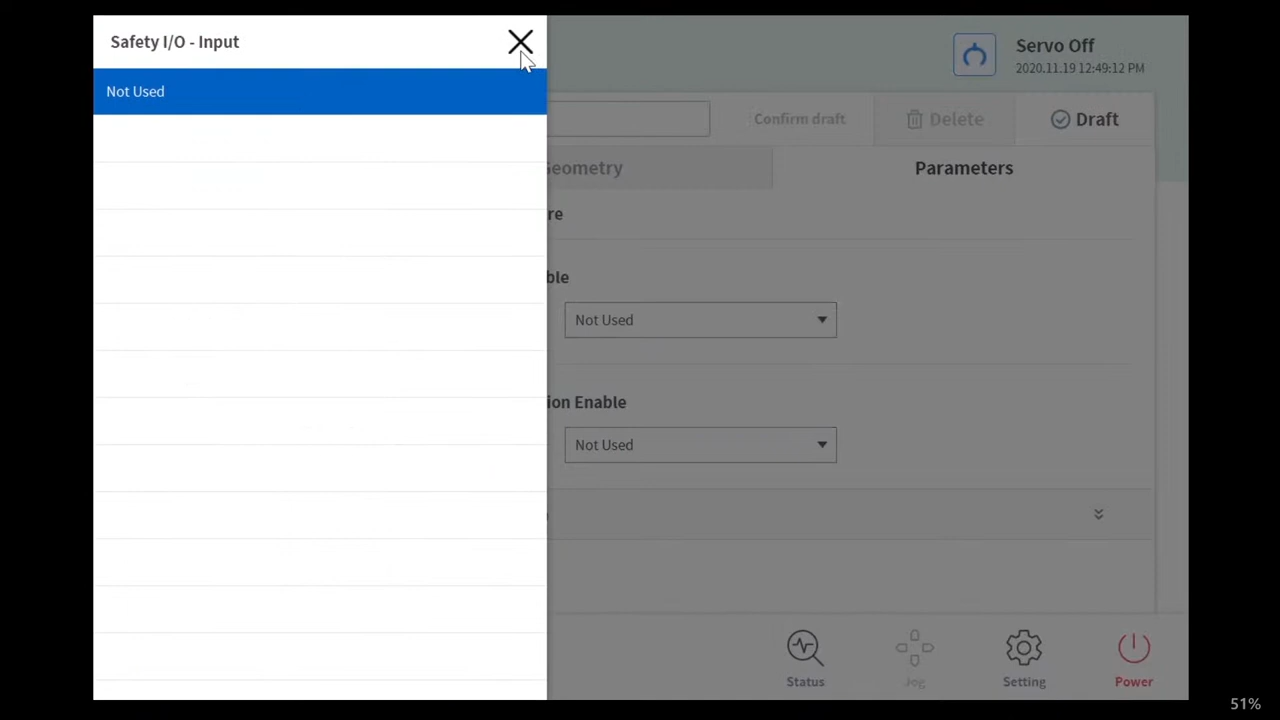 Safety I/O - Input
Not Used
Servo Off
2020.11.19 12:49:12 PM
Confirm draft
Delete
Draft
Geometry
Parameters
re
ble
Not Used
ion Enable
Not Used
Status
Jog
Setting
Power
51%